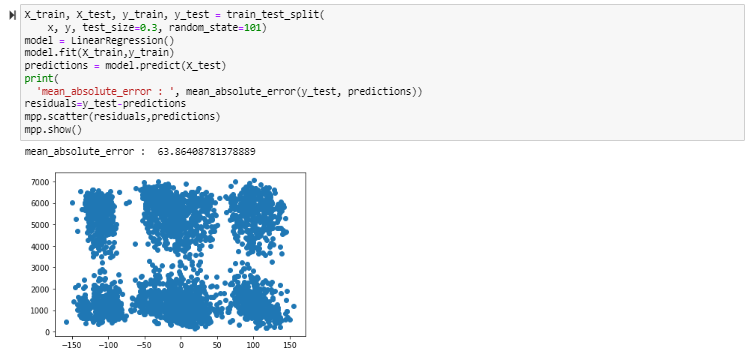 X_train, X_test, y_train, y_test = train_test_split(
    x, y, test_size=0.3, random_state=101)
model = LinearRegression()
model.fit(X_train,y_train)
predictions = model.predict(X_test)
print(
  'mean_absolute_error : ', mean_absolute_error(y_test, predictions))
residuals=y_test-predictions
mpp.scatter(residuals,predictions)
mpp.show()
mean_absolute_error :  63.86408781378889
7000
6000
5000
4000
3000
2000
1000
0
−150 −100 −50 0 50 100 150